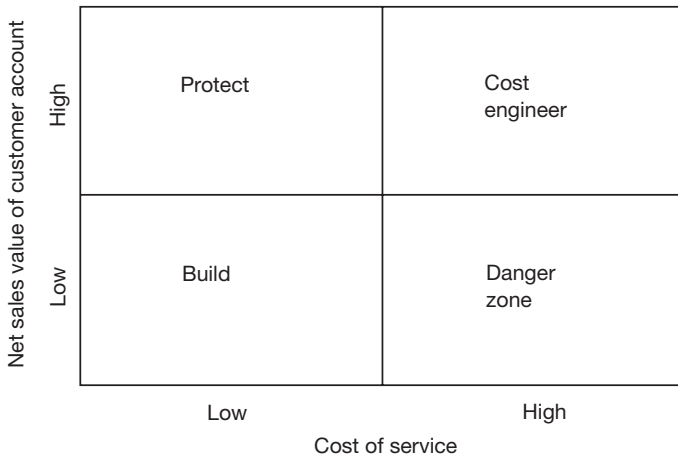 Net sales value of customer account
High
Low
Protect
Cost
engineer
Build
Danger
zone
Low
High
Cost of service